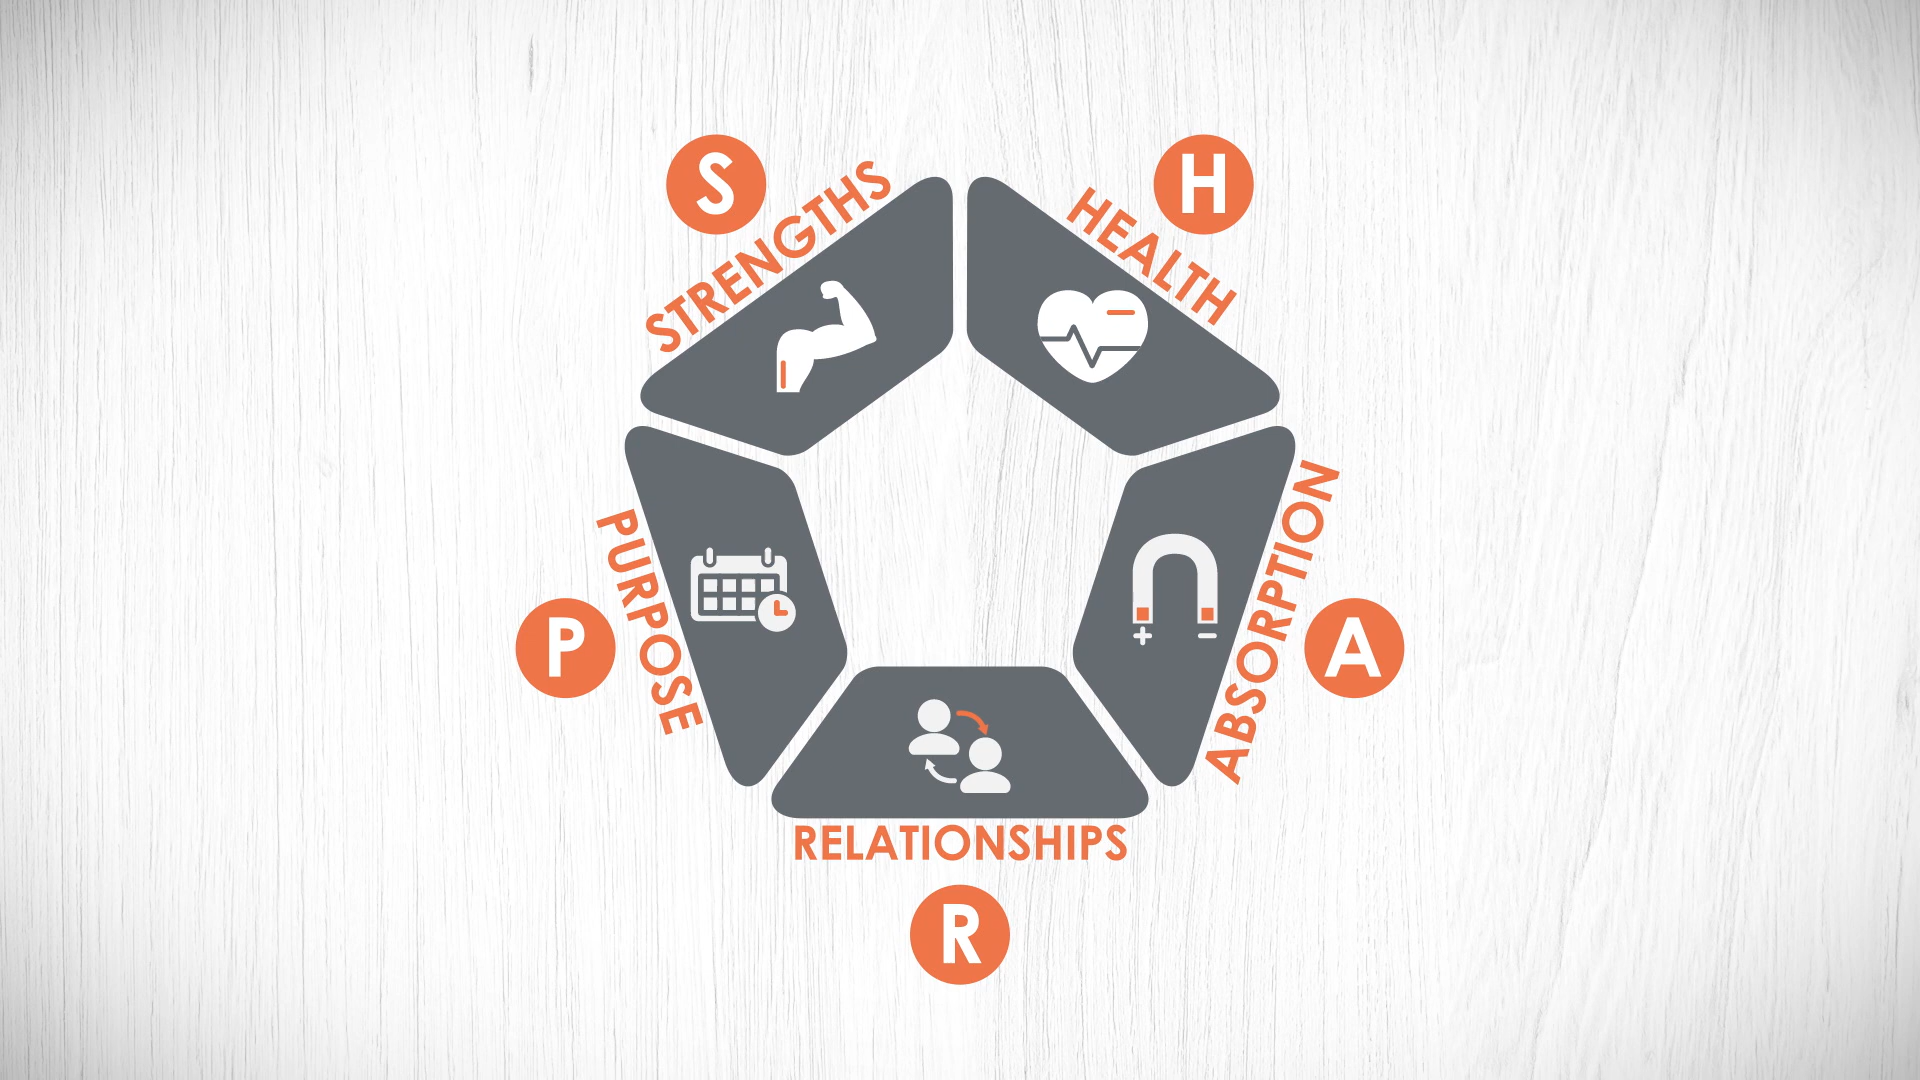 S
STRENGTHS
H
HEALTH
A
ABSORPTION
R
RELATIONSHIPS
P
PURPOSE
+
−